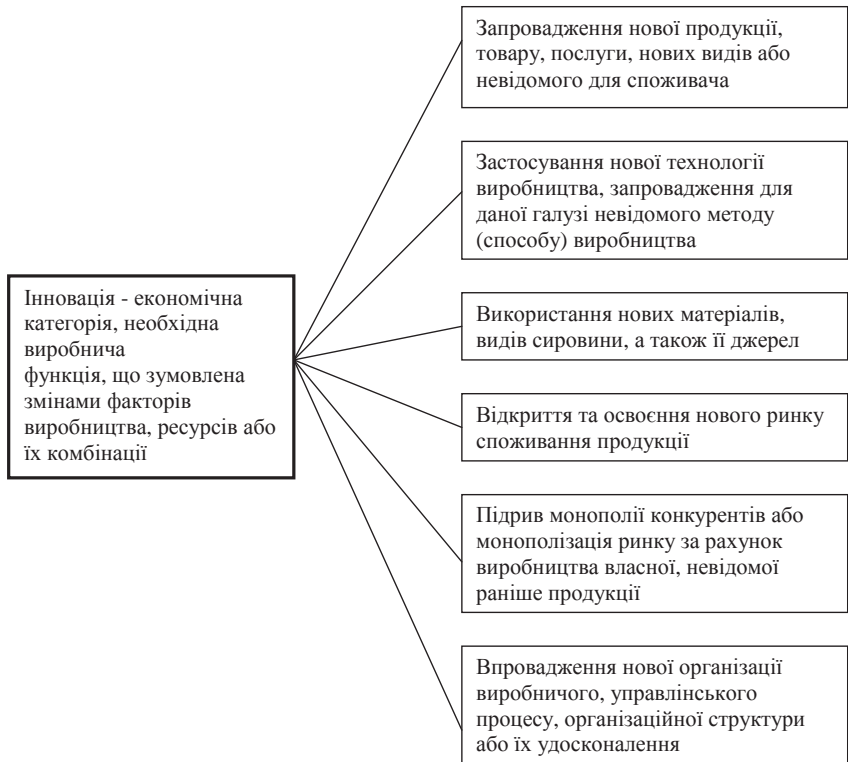 Інновація - економічна
категорія, необхідна
виробнича
функція, що зумовлена
змінами факторів
виробництва, ресурсів або
їх комбінації
Запровадження нової продукції,
товару, послуги, нових видів або
невідомого для споживача
Застосування нової технології
виробництва, запровадження для
даної галузі невідомого методу
(способу) виробництва
Використання нових матеріалів,
видів сировини, а також її джерел
Відкриття та освоєння нового ринку
споживання продукції
Підрив монополії конкурентів або
монополізація ринку за рахунок
виробництва власної, невідомої
раніше продукції
Впровадження нової організації
виробничого, управлінського
процесу, організаційної структури
або їх удосконалення